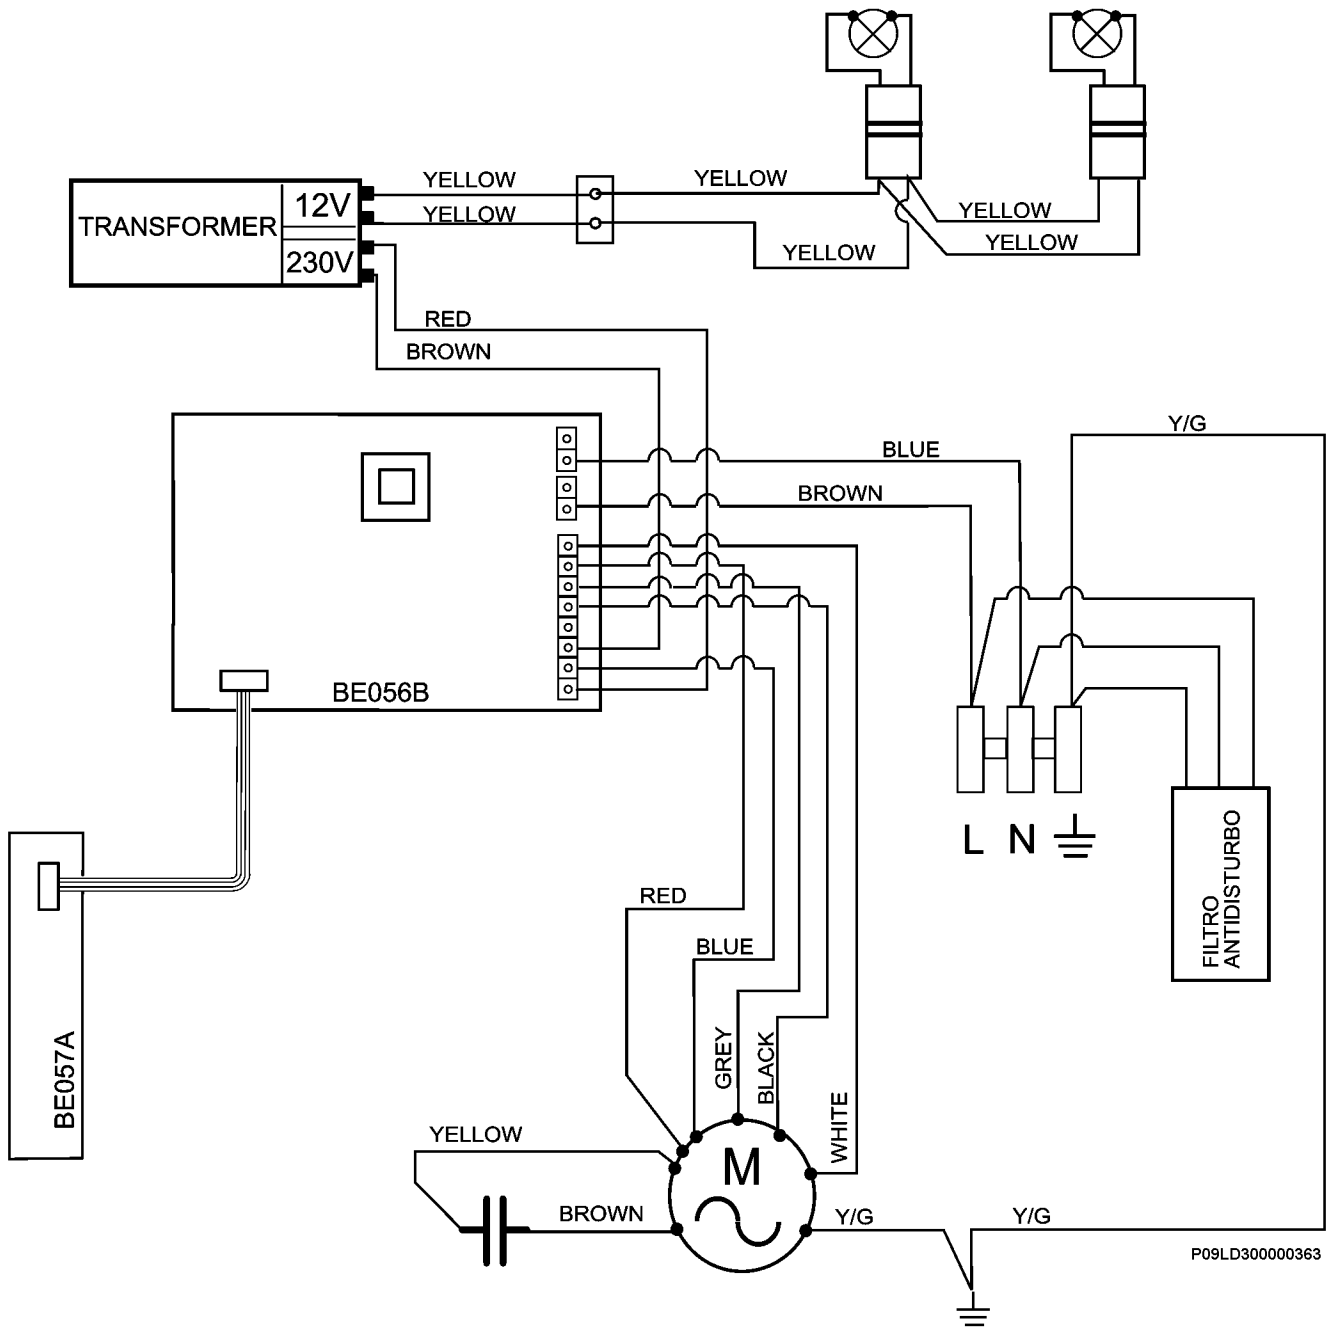 YELLOW
YELLOW
YELLOW
YELLOW
YELLOW
YELLOW
TRANSFORMER
12V
230V
RED
BROWN
Y/G
BLUE
BROWN
BE056B
L N
FILTRO
ANTIDISTURBO
RED
BLUE
GREY
BLACK
WHITE
BE057A
YELLOW
M
BROWN
Y/G
Y/G
P09LD300000363